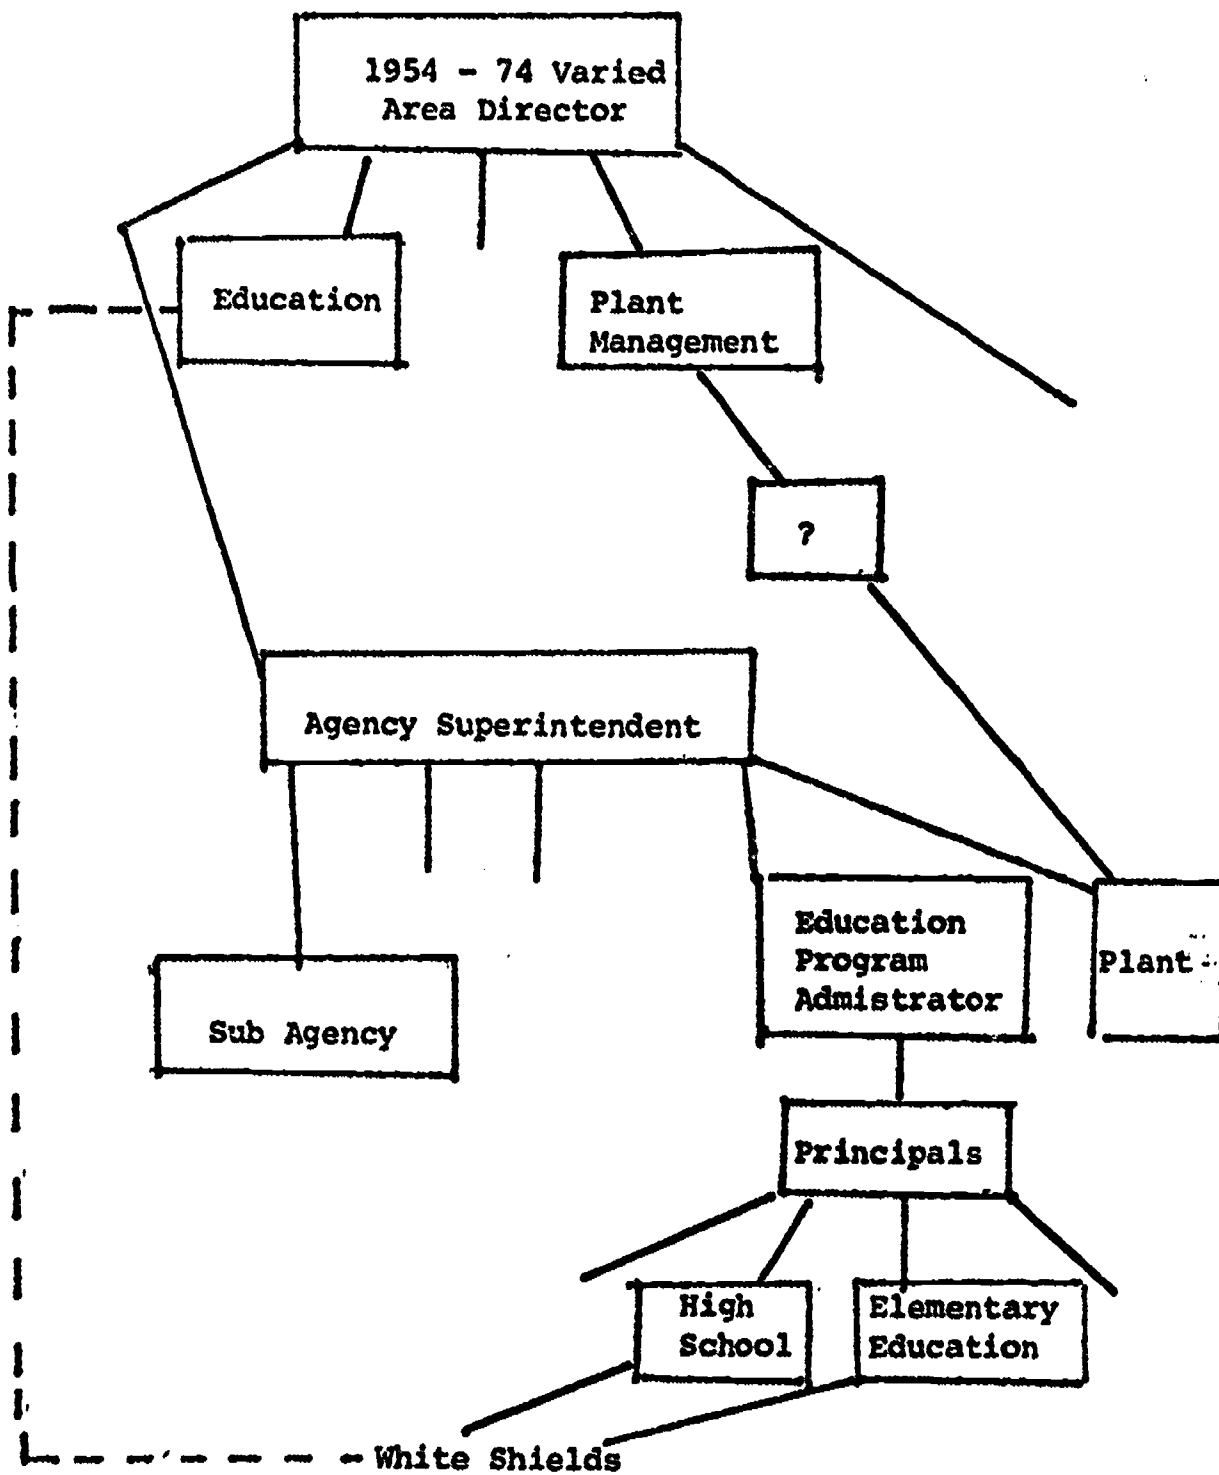 1954 - 74 Varied
Area Director
Education
Plant
Management
?
Agency Superintendent
Education
Program
Admistrator
Plant
Sub Agency
Principals
High
School
Elementary
Education
White Shields